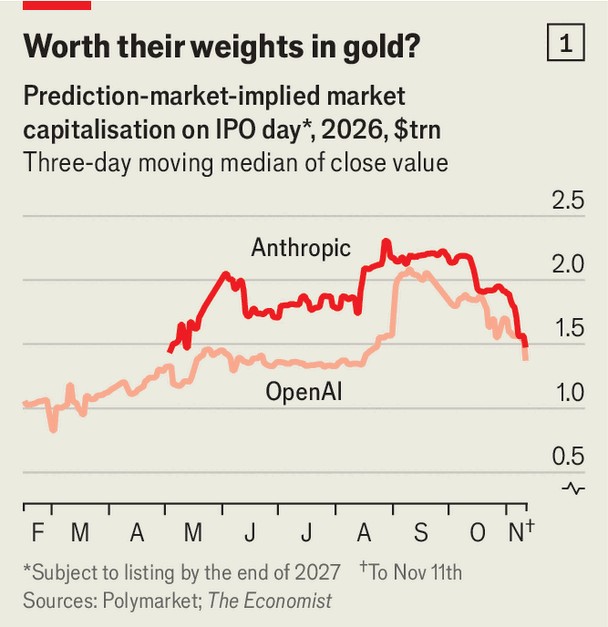 Worth their weights in gold?
1
Prediction-market-implied market
capitalisation on IPO day*, 2026, $trn
Three-day moving median of close value
2.5
Anthropic
2.0
1.5
OpenAI
1.0
0.5
F M A M J J A S O N†
*Subject to listing by the end of 2027 †To Nov 11th
Sources: Polymarket; The Economist